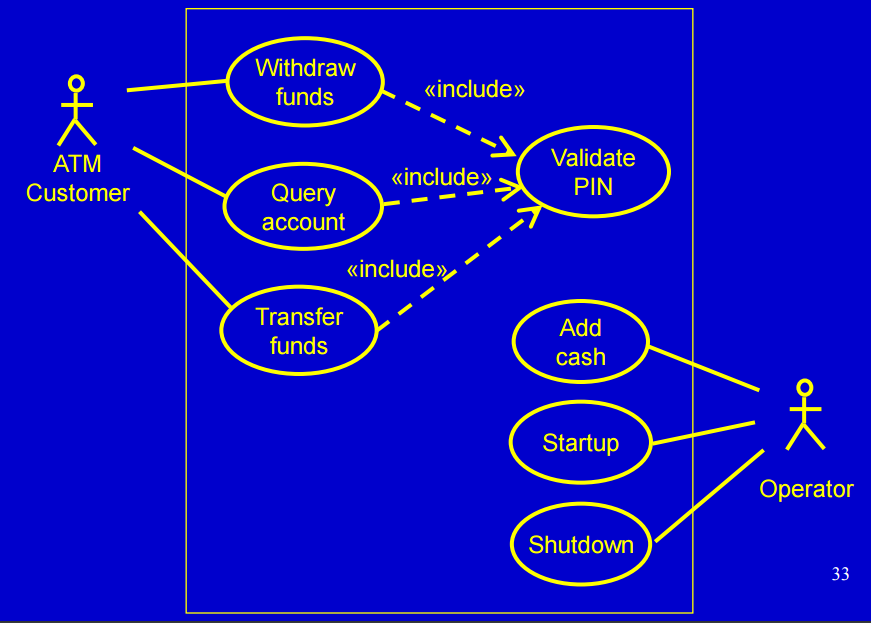 Withdraw
funds
«include»
ATM
Customer
Validate
PIN
«include»
Query
account
«include»
Transfer
funds
Add
cash
Startup
Operator
Shutdown
33